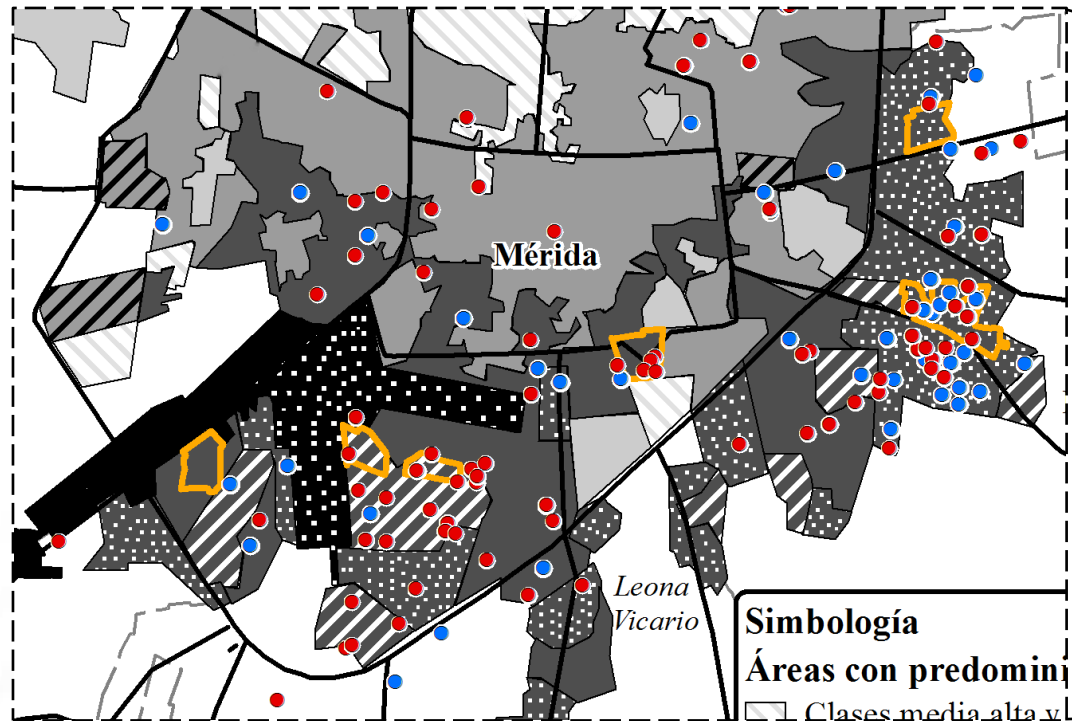 Mérida
Leona
Vicario
Simbología
Áreas con predomini
Clases media alta y